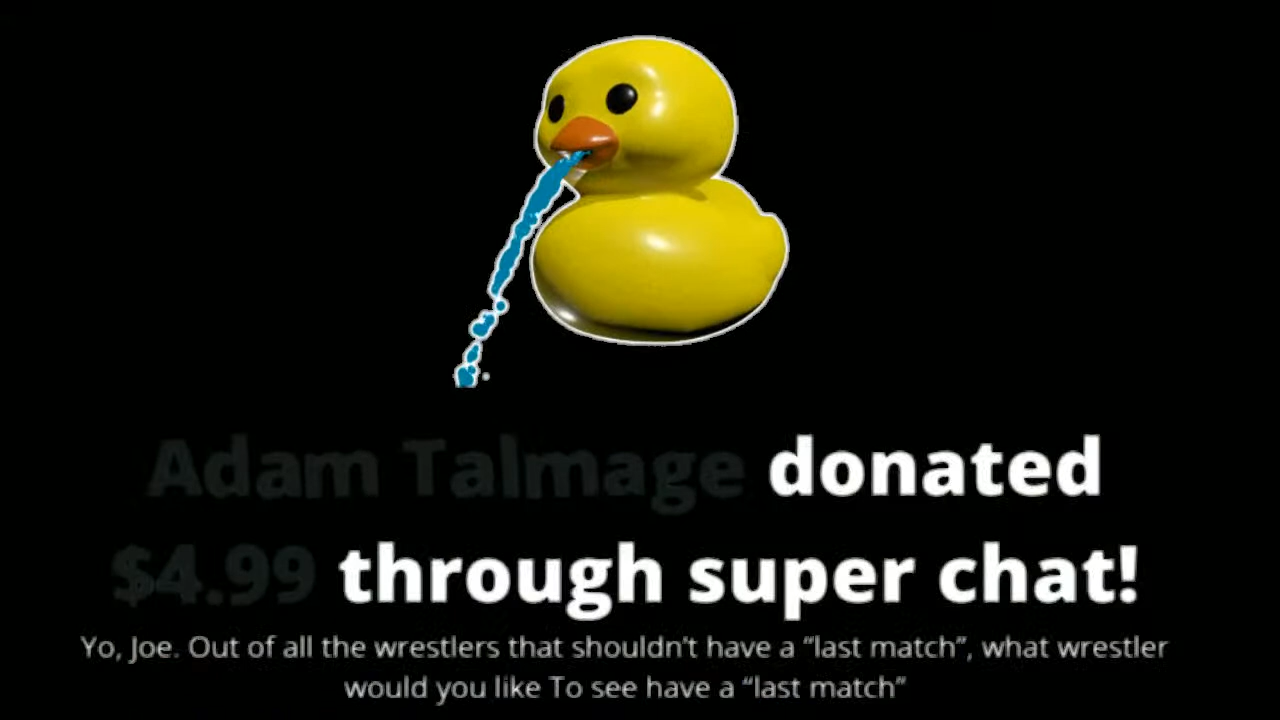 Adam Talmage donated
$4.99 through super chat!
Yo, Joe. Out of all the wrestlers that shouldn't have a “last match”, what wrestler
would you like To see have a “last match”